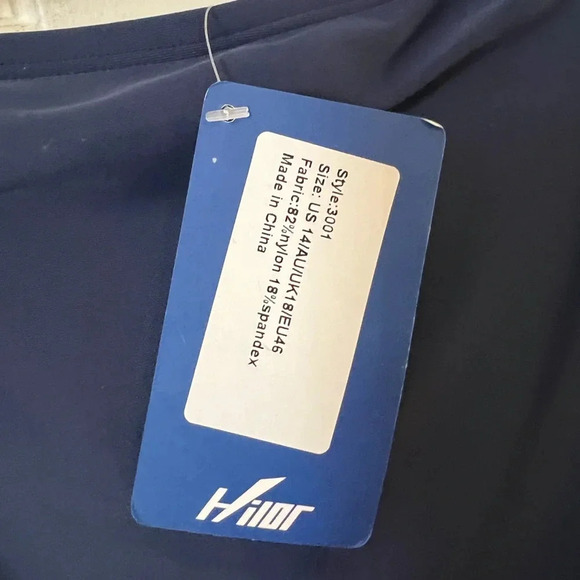 Style:3001
Size: US 14/AU/UK18/EU46
Fabric:82%nylon 18%spandex
Made in China
Hilor